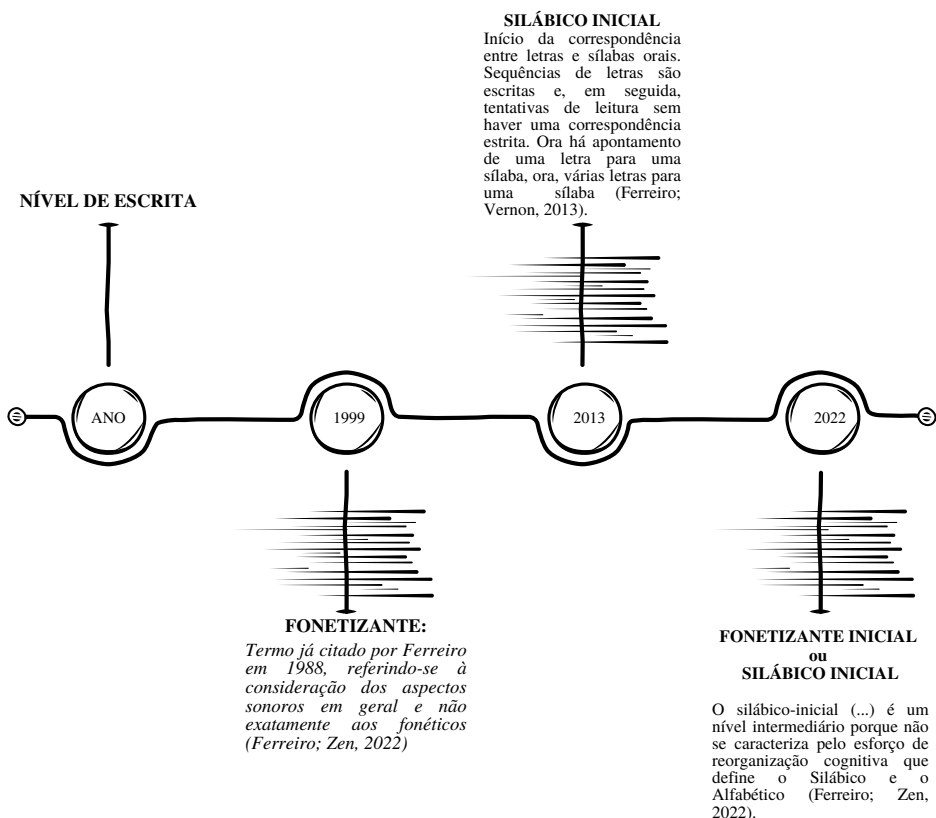 SILÁBICO INICIAL
Início da correspondência
entre letras e sílabas orais.
Sequências de letras são
escritas e, em seguida,
tentativas de leitura sem
haver uma correspondência
estrita. Ora há apontamento
de uma letra para uma
sílaba, ora, várias letras para
uma sílaba (Ferreiro;
Vernon, 2013).
NÍVEL DE ESCRITA
ANO
1999
2013
2022
FONETIZANTE:
Termo já citado por Ferreiro
em 1988, referindo-se à
consideração dos aspectos
sonoros em geral e não
exatamente aos fonéticos
(Ferreiro; Zen, 2022)
FONETIZANTE INICIAL
ou
SILÁBICO INICIAL
O silábico-inicial (...) é um
nível intermediário porque não
se caracteriza pelo esforço de
reorganização cognitiva que
define o Silábico e o
Alfabético (Ferreiro; Zen,
2022).